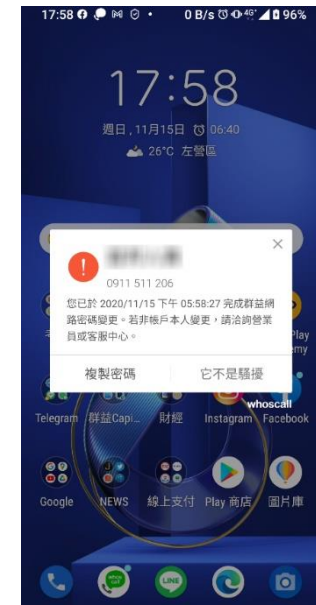 17:58
0 B/s
4G
96%
17:58
週日 , 11月15日
06:40
26°C 左營區
0911 511 206
您已於 2020/11/15 下午 05:58:27 完成群益網
路密碼變更。若非帳戶本人變更，請洽詢營業
員或客服中心。
複製密碼
它不是騷擾
whoscall
Play
my
Telegram
群益Capi...
財經
Instagram
Facebook
Google
NEWS
線上支付
Play 商店
圖片庫
LINE